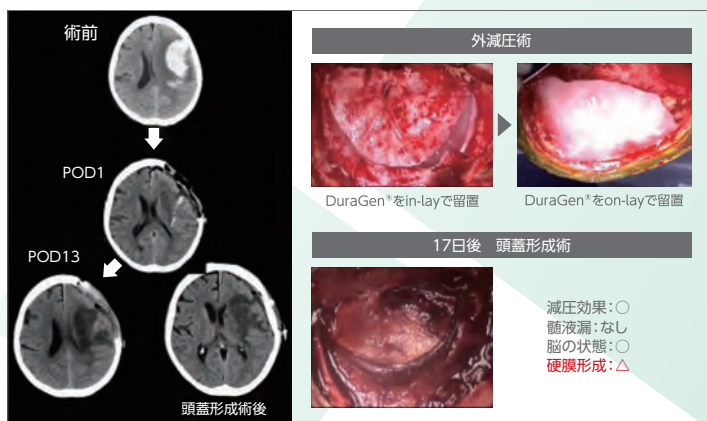 術前
POD1
POD13
頭蓋形成術後
外減圧術
DuraGen®をin-layで留置
DuraGen®をon-layで留置
17日後 頭蓋形成術
減圧効果:○
髄液漏:なし
脳の状態:○
硬膜形成:△